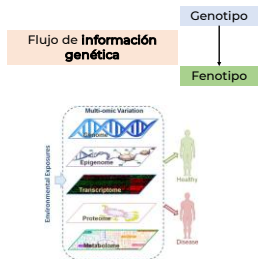 Genotipo
Flujo de información
genética
Fenotipo
Multi-omic Variation
Genome
Epigenome
Transcriptome
Proteome
Metabolome
Environmental Exposures
Healthy
Disease